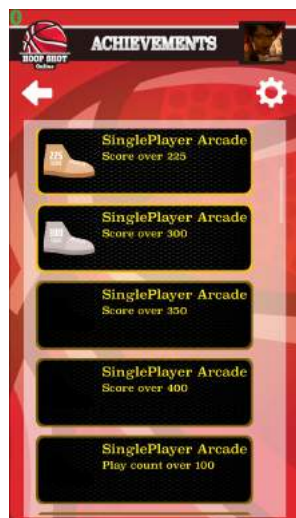 0
HOOP SHOT
Online
ACHIEVEMENTS
225
SinglePlayer Arcade
Score over 225
300
SinglePlayer Arcade
Score over 300
SinglePlayer Arcade
Score over 350
SinglePlayer Arcade
Score over 400
SinglePlayer Arcade
Play count over 100